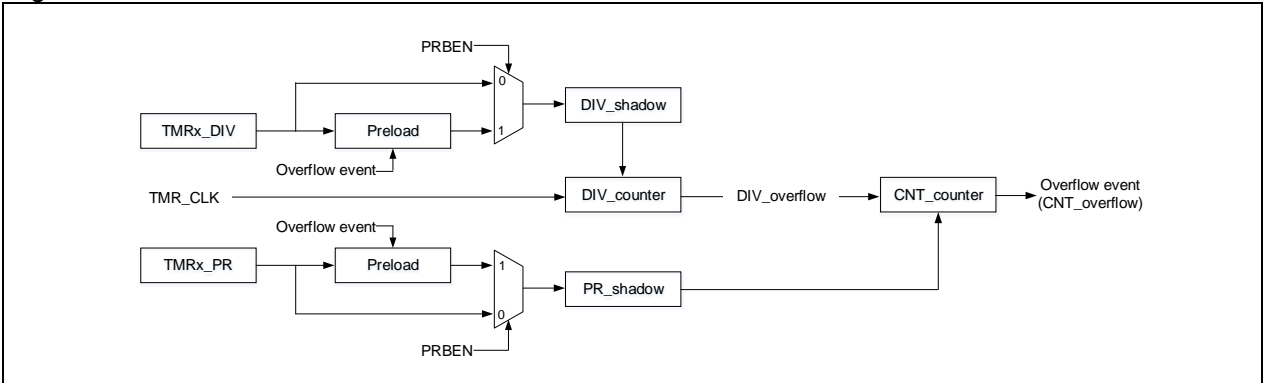 PRBEN
0
DIV_shadow
TMRx_DIV
Preload
1
Overflow event
TMR_CLK
DIV_counter
DIV_overflow
CNT_counter
Overflow event
(CNT_overflow)
Overflow event
TMRx_PR
Preload
1
PR_shadow
0
PRBEN